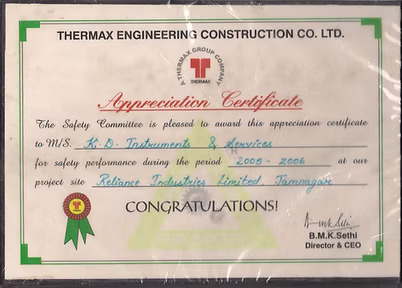 THERMAX ENGINEERING CONSTRUCTION CO. LTD.
A THERMAX GROUP COMPANY
THERMAX
Appreciation Certificate
The Safety Committee is pleased to award this appreciation certificate
to M/S. K.D. Instruments & Services
for safety performance during the period 2005 - 2006 at our
project site Reliance Industries Limited, Jamnagar
CONGRATULATIONS!
B.M.K.Sethi
Director & CEO